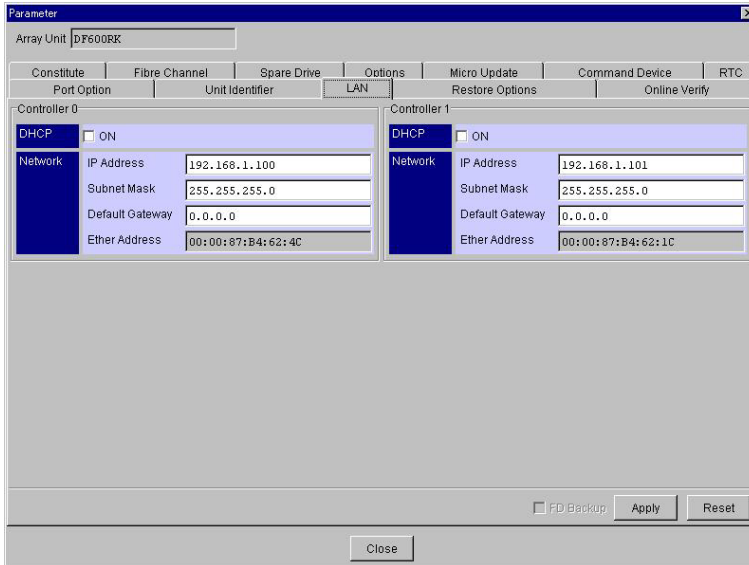 Parameter
Array Unit DF600RK
Constitute Fibre Channel Spare Drive Options Micro Update Command Device RTC
Port Option Unit Identifier LAN Restore Options Online Verify
Controller 0 Controller 1
DHCP ON DHCP ON
Network IP Address 192.168.1.100 Network IP Address 192.168.1.101
Subnet Mask 255.255.255.0 Subnet Mask 255.255.255.0
Default Gateway 0.0.0.0 Default Gateway 0.0.0.0
Ether Address 00:00:87:B4:62:4C Ether Address 00:00:87:B4:62:1C
FD Backup Apply Reset
Close